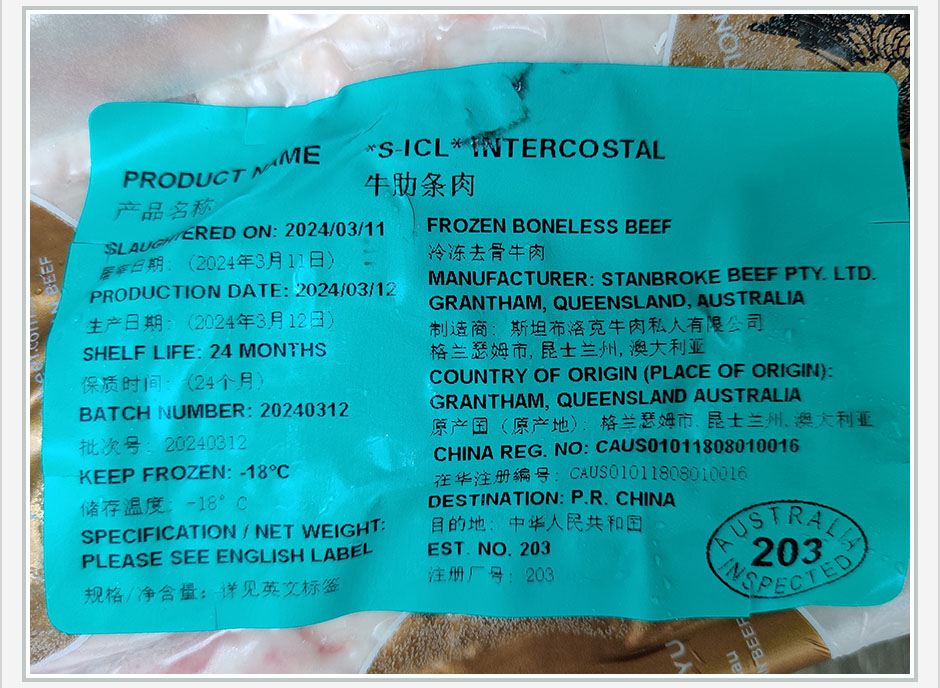 PRODUCT NAME *S-ICL* INTERCOSTAL
产品名称 牛助条肉
SLAUGHTERED ON: 2024/03/11
屠宰日期: (2024年3月11日)
PRODUCTION DATE: 2024/03/12
生产日期: (2024年3月12日)
SHELF LIFE: 24 MONTHS
保质时间: (24个月)
BATCH NUMBER: 20240312
批次号: 20240312
KEEP FROZEN: -18°C
储存温度: -18° C
SPECIFICATION / NET WEIGHT:
PLEASE SEE ENGLISH LABEL
规格/净含量: 详见英文标签
FROZEN BONELESS BEEF
冷冻去骨牛肉
MANUFACTURER: STANBROKE BEEF PTY. LTD.
GRANTHAM, QUEENSLAND, AUSTRALIA
制造商: 斯坦布洛克牛肉私人有限公司
格兰瑟姆市, 昆士兰州, 澳大利亚
COUNTRY OF ORIGIN (PLACE OF ORIGIN):
GRANTHAM, QUEENSLAND AUSTRALIA
原产国 (原产地): 格兰瑟姆市, 昆士兰州, 澳大利亚
CHINA REG. NO: CAUS01011808010016
在华注册编号: CAUS01011808010016
DESTINATION: P.R. CHINA
目的地: 中华人民共和国
EST. NO. 203
注册厂号: 203
AUSTRALIA
203
INSPECTED
BEEF
YU
BEEF
au